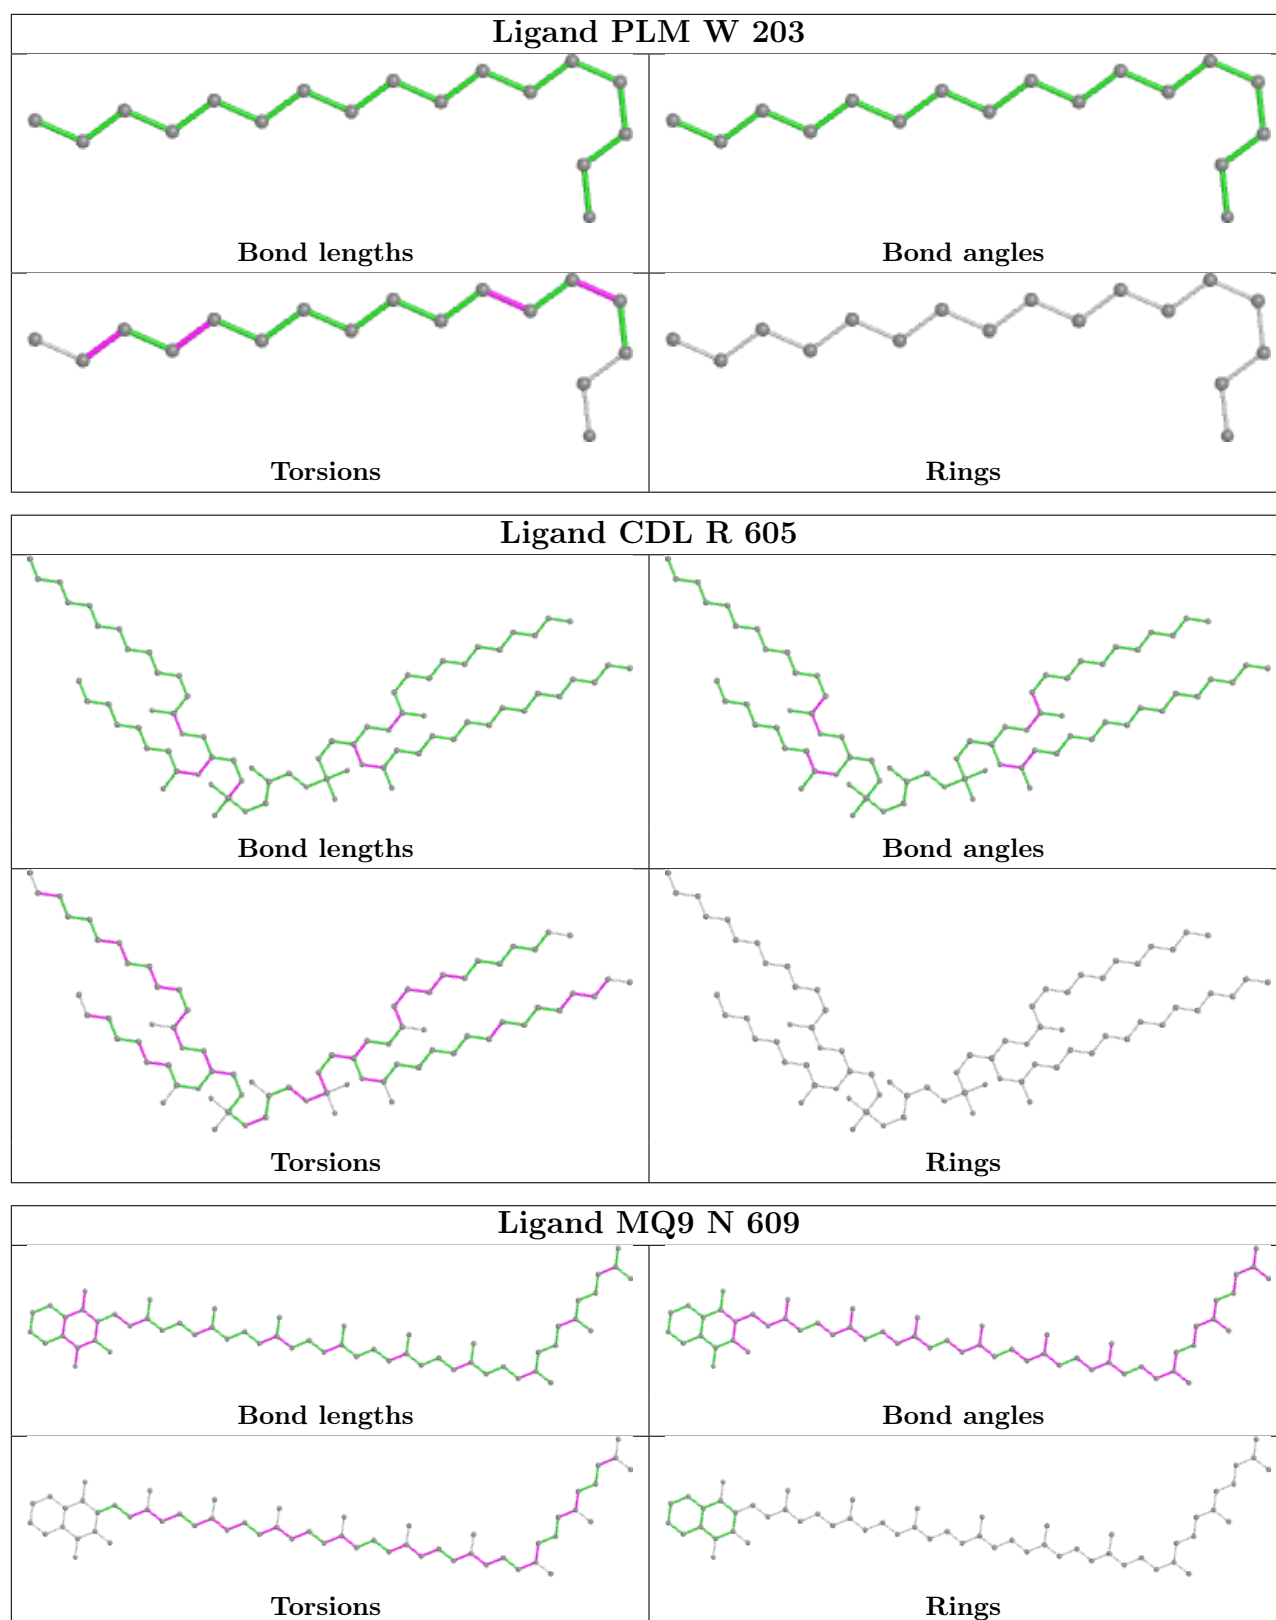 Ligand PLM W 203
Bond lengths
Bond angles
Torsions
Rings
Ligand CDL R 605
Bond lengths
Bond angles
Torsions
Rings
Ligand MQ9 N 609
Bond lengths
Bond angles
Torsions
Rings